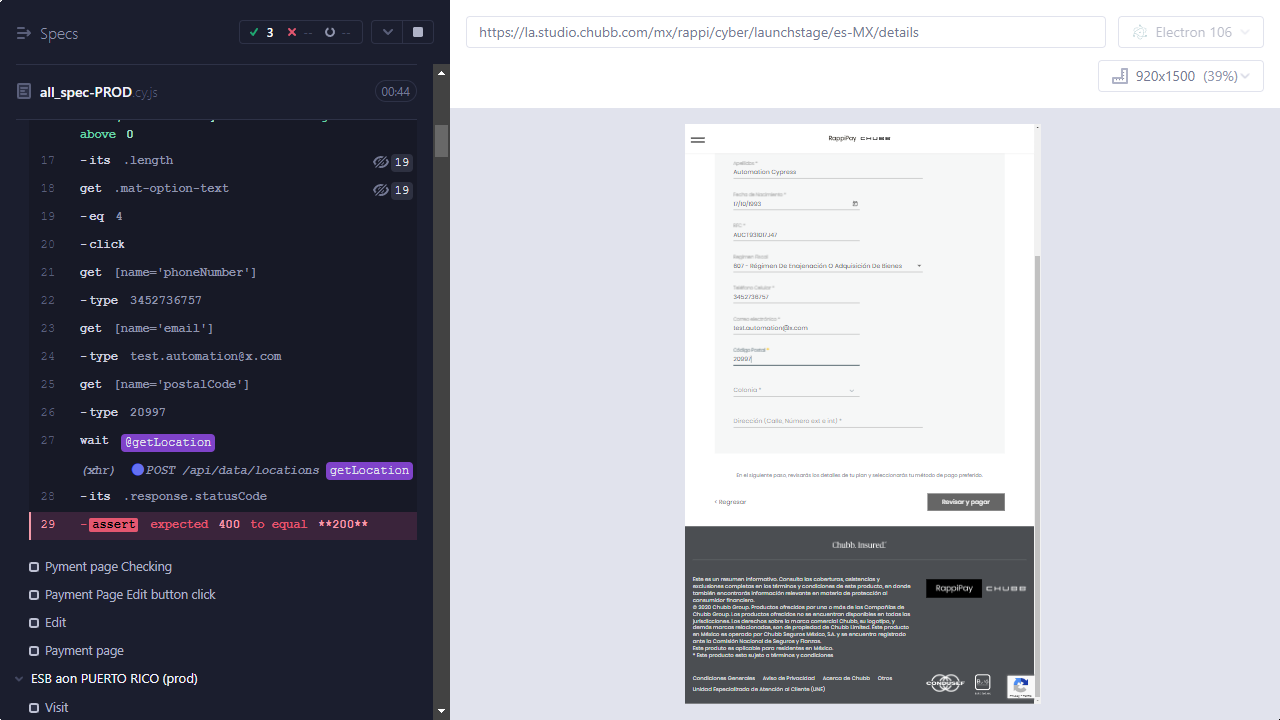 Specs
3
--
--
all_spec-PROD.cy.js
00:44
above 0
17 -its .length 19
18 get .mat-option-text 19
19 -eq 4
20 -click
21 get [name='phoneNumber']
22 -type 3452736757
23 get [name='email']
24 -type test.automation@x.com
25 get [name='postalCode']
26 -type 20997
27 wait @getLocation
(xhr) POST /api/data/locations getLocation
28 -its .response.statusCode
29 -assert expected 400 to equal **200**
Pyment page Checking
Payment page Edit button click
Edit
Payment page
ESB aon PUERTO RICO (prod)
Visit
https://la.studio.chubb.com/mx/rappi/cyber/launchstage/es-MX/details
Electron 106
920x1500 (39%)
RappiPay CHUBB
Apellidos *
Automation Cypress
Fecha de Nacimiento *
17/10/1993
RFC *
AUCT931017J47
Regimen fiscal
607 - Régimen De Enajenación O Adquisición De Bienes
Teléfono Celular *
3452736757
Correo electrónico *
test.automation@x.com
Código Postal *
20997
Colonia *
Dirección (Calle, Número ext e int) *
En el siguiente paso, revisarás los detalles de tu plan y seleccionarás tu método de pago preferido.
‹ Regresar
Revisar y pagar
Chubb. Insured.℠
Este es un resumen informativo. Consulta las coberturas, asistencias y
exclusiones completas en los términos y condiciones de este producto, en donde
también encontrarás información relevante en materia de protección al
consumidor financiero.
© 2020 Chubb Group. Productos ofrecidos por una o más de las Compañías de
Chubb Group. Los productos ofrecidos no se encuentran disponibles en todas las
jurisdicciones. Los derechos sobre la marca comercial Chubb, su logotipo, y
demás marcas relacionadas, son de propiedad de Chubb Limited. Este producto
en México es operado por Chubb Seguros México, S.A. y se encuentra registrado
ante la Comisión Nacional de Seguros y Fianzas.
Este produto es aplicable para residentes en México.
* Este producto esta sujeto a términos y condiciones
RappiPay CHUBB
Condiciones Generales Aviso de Privacidad Acerca de Chubb Otros
Unidad Especializada de Atención al Cliente (UNE)
CONDUSEF